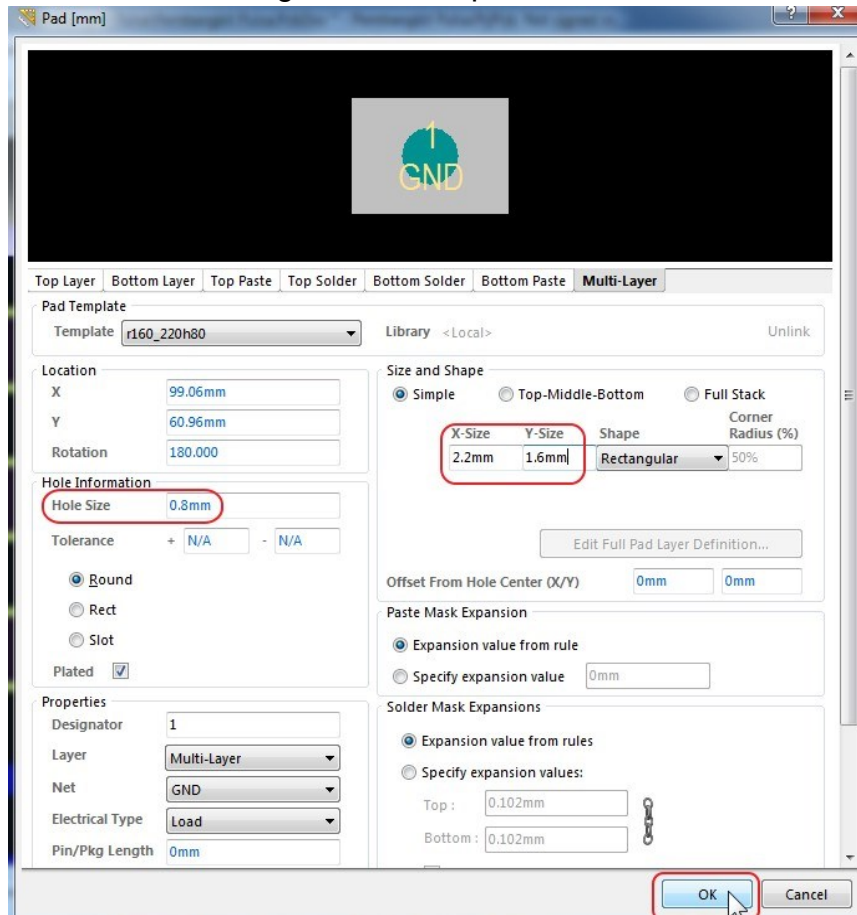 Pad [mm]
1
GND
Top Layer Bottom Layer Top Paste Top Solder Bottom Solder Bottom Paste Multi-Layer
Pad Template
Template r160_220h80 Library <Local> Unlink
Location
X 99.06mm
Y 60.96mm
Rotation 180.000
Hole Information
Hole Size 0.8mm
Tolerance + N/A - N/A
Round
Rect
Slot
Plated
Properties
Designator 1
Layer Multi-Layer
Net GND
Electrical Type Load
Pin/Pkg Length 0mm
Size and Shape
Simple Top-Middle-Bottom Full Stack
X-Size Y-Size Shape Corner Radius (%)
2.2mm 1.6mm Rectangular 50%
Edit Full Pad Layer Definition...
Offset From Hole Center (X/Y) 0mm 0mm
Paste Mask Expansion
Expansion value from rule
Specify expansion value 0mm
Solder Mask Expansions
Expansion value from rules
Specify expansion values:
Top : 0.102mm
Bottom : 0.102mm
OK Cancel